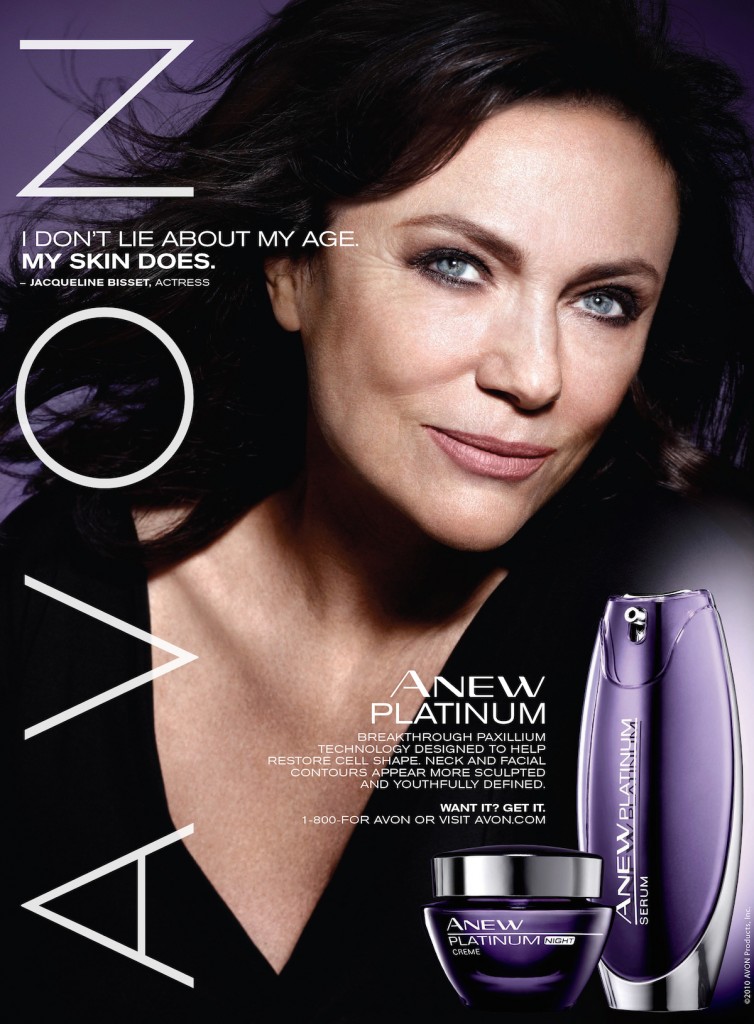 AVON
I DON'T LIE ABOUT MY AGE.
MY SKIN DOES.
– JACQUELINE BISSET, ACTRESS
ANEW
PLATINUM
BREAKTHROUGH PAXILLIUM
TECHNOLOGY DESIGNED TO HELP
RESTORE CELL SHAPE. NECK AND FACIAL
CONTOURS APPEAR MORE SCULPTED
AND YOUTHFULLY DEFINED.
WANT IT? GET IT.
1-800-FOR AVON OR VISIT AVON.COM
ANEW
PLATINUM NIGHT
CREME
ANEW PLATINUM
SERUM
©2010 AVON Products, Inc.